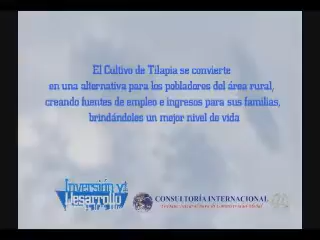 El Cultivo de Tilapia se convierte
en una alternativa para los pobladores del área rural,
creando fuentes de empleo e ingresos para sus familias,
brindándoles un mejor nivel de vida
Inversión y
Desarrollo
CONSULTORÍA INTERNACIONAL